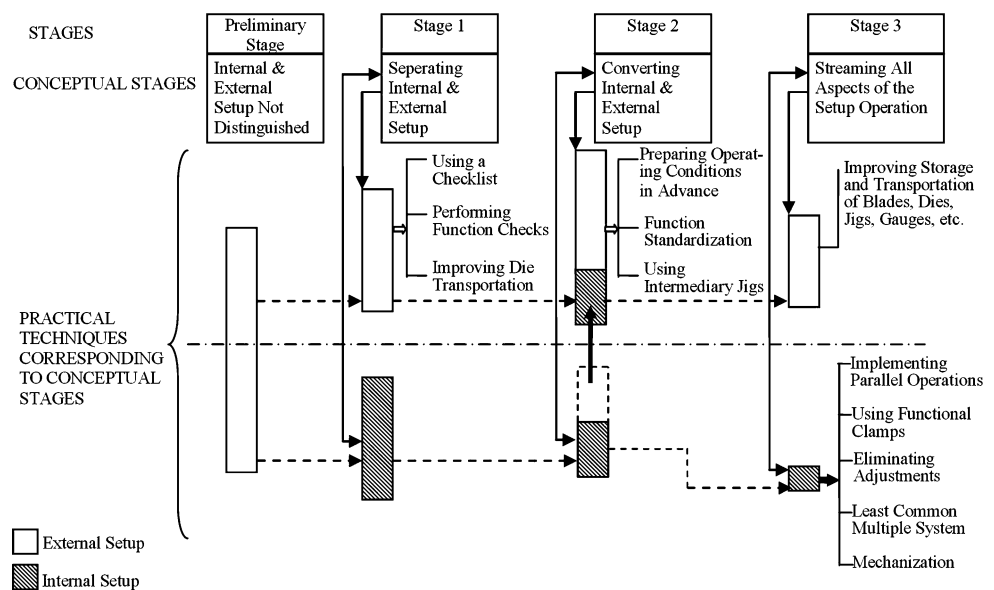 STAGES
Preliminary
Stage
Stage 1
Stage 2
Stage 3
CONCEPTUAL STAGES
Internal &
External
Setup Not
Distinguished
Seperating
Internal &
External
Setup
Converting
Internal &
External
Setup
Streaming All
Aspects of the
Setup Operation
Using a
Checklist
Performing
Function Checks
Improving Die
Transportation
Preparing Operat-
ing Conditions
in Advance
Function
Standardization
Using
Intermediary Jigs
Improving Storage
and Transportation
of Blades, Dies,
Jigs, Gauges, etc.
PRACTICAL
TECHNIQUES
CORRESPONDING
TO CONCEPTUAL
STAGES
Implementing
Parallel Operations
Using Functional
Clamps
Eliminating
Adjustments
Least Common
Multiple System
Mechanization
External Setup
Internal Setup